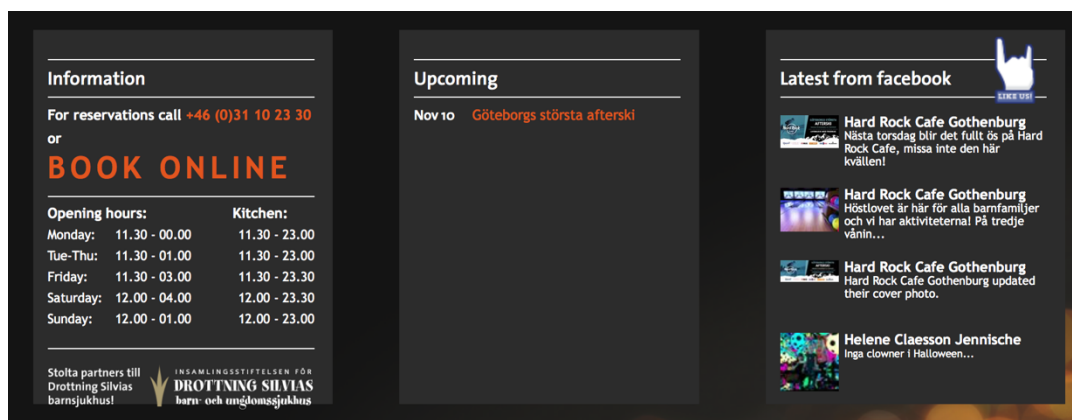 Information
For reservations call +46 (0)31 10 23 30
or
BOOK ONLINE
Opening hours: Kitchen:
Monday: 11.30 - 00.00 11.30 - 23.00
Tue-Thu: 11.30 - 01.00 11.30 - 23.00
Friday: 11.30 - 03.00 11.30 - 23.30
Saturday: 12.00 - 04.00 12.00 - 23.30
Sunday: 12.00 - 01.00 12.00 - 23.00
Stolta partners till
Drottning Silvias
barnsjukhus!
INSAMLINGSSTIFTELSEN FÖR
DROTTNING SILVIAS
barn- och ungdomssjukhus
Upcoming
Nov 10 Göteborgs största afterski
Latest from facebook
LIKE US!
Hard Rock Cafe Gothenburg
Nästa torsdag blir det fullt ös på Hard
Rock Cafe, missa inte den här
kvällen!
Hard Rock Cafe Gothenburg
Höstlovet är här för alla barnfamiljer
och vi har aktiviteterna! På tredje
vånin...
Hard Rock Cafe Gothenburg
Hard Rock Cafe Gothenburg updated
their cover photo.
Helene Claesson Jennische
Inga clowner i Halloween...